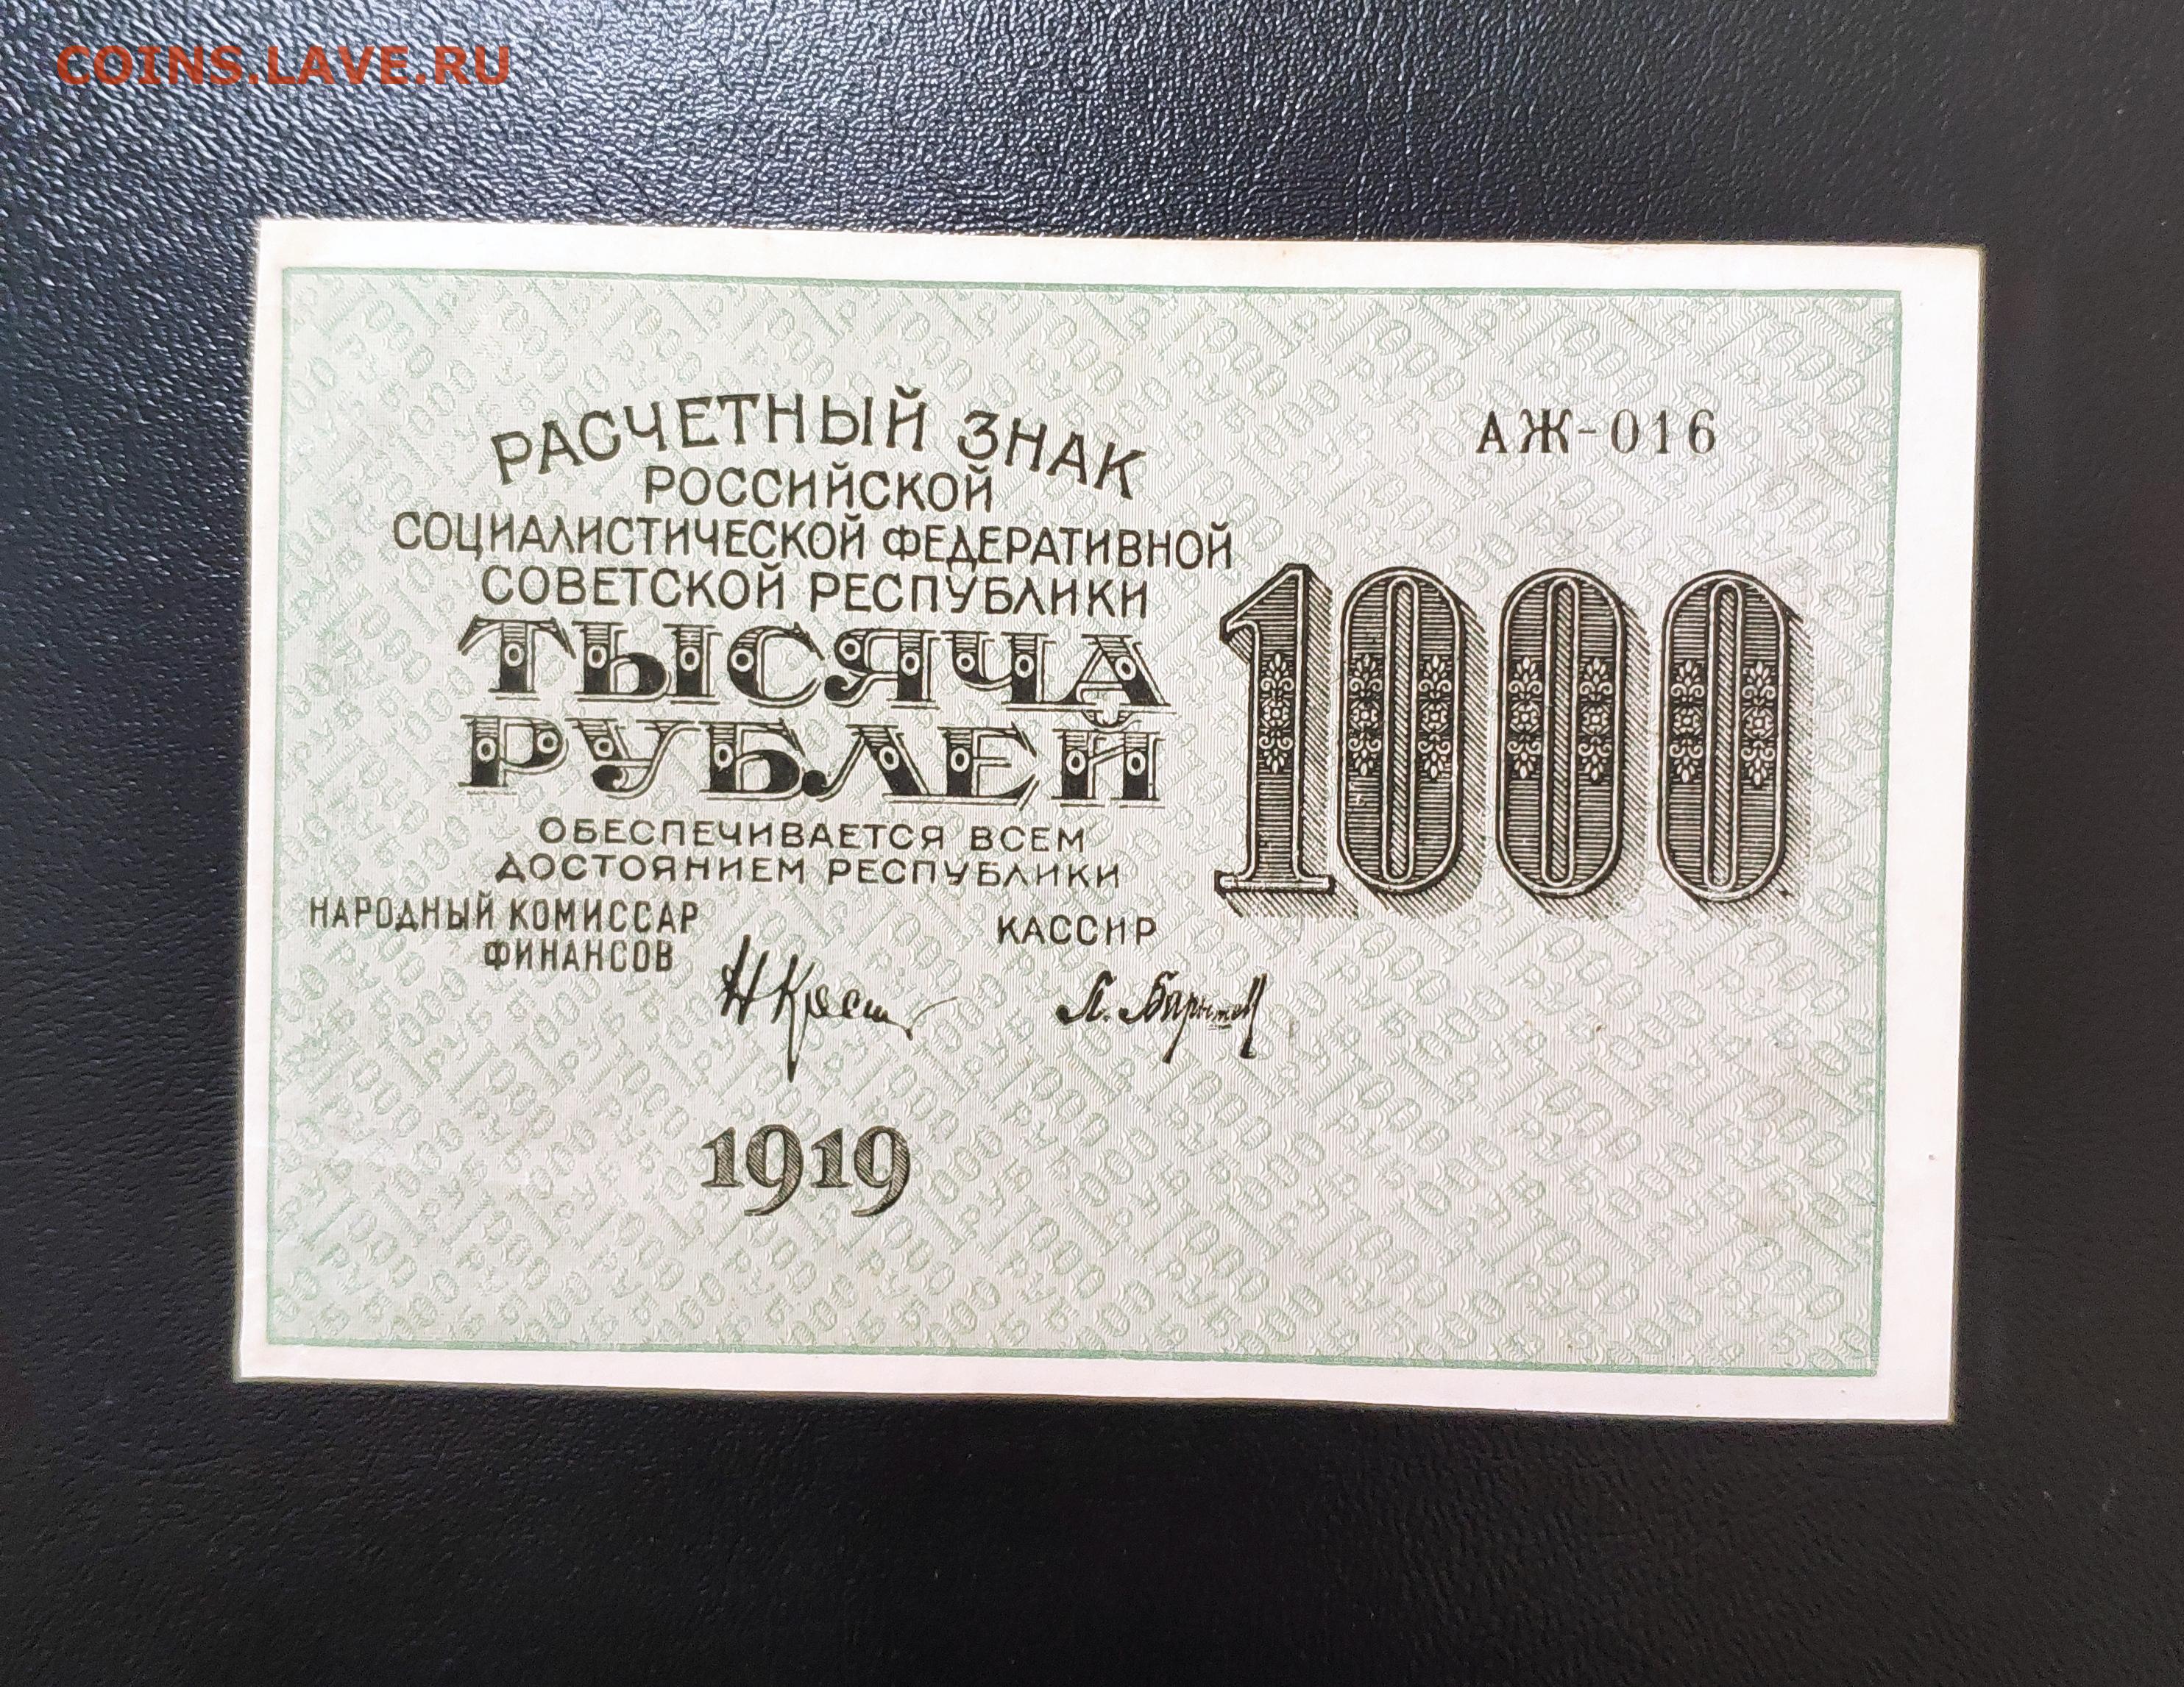 COINS.LAVE.RU
РАСЧЕТНЫЙ ЗНАК
АЖ-016
РОССИЙСКОЙ
СОЦИАЛИСТИЧЕСКОЙ ФЕДЕРАТИВНОЙ
СОВЕТСКОЙ РЕСПУБЛИКИ
ТЫСЯЧА
РУБЛЕЙ
1000
ОБЕСПЕЧИВАЕТСЯ ВСЕМ
ДОСТОЯНИЕМ РЕСПУБЛИКИ
НАРОДНЫЙ КОМИССАР
ФИНАНСОВ
КАССИР
1919